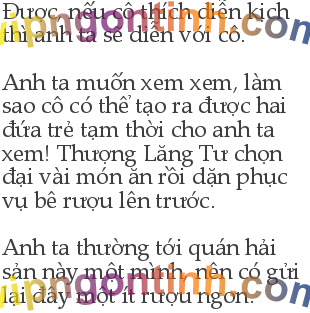 Được, nếu cô thích diễn kịch
thì anh ta sẽ diễn với cô.
Anh ta muốn xem xem, làm
sao cô có thể tạo ra được hai
đứa trẻ tạm thời cho anh ta
xem! Thượng Lăng Tư chọn
đại vài món ăn rồi dặn phục
vụ bê rượu lên trước.
Anh ta thường tới quán hải
sản này một mình, nên có gửi
lại đây một ít rượu ngon.